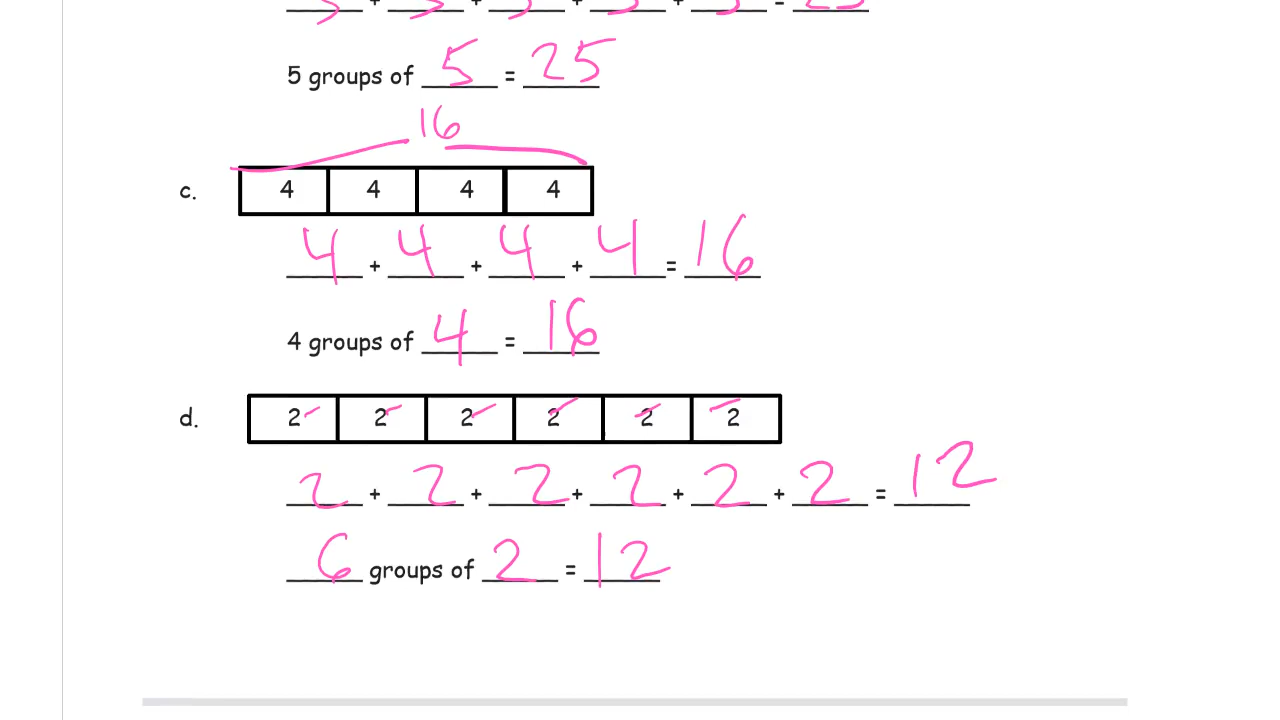 5 groups of 5 = 25
16
c. 4 4 4 4
4 + 4 + 4 + 4 = 16
4 groups of 4 = 16
d. 2 2 2 2 2 2
2 + 2 + 2 + 2 + 2 + 2 = 12
6 groups of 2 = 12